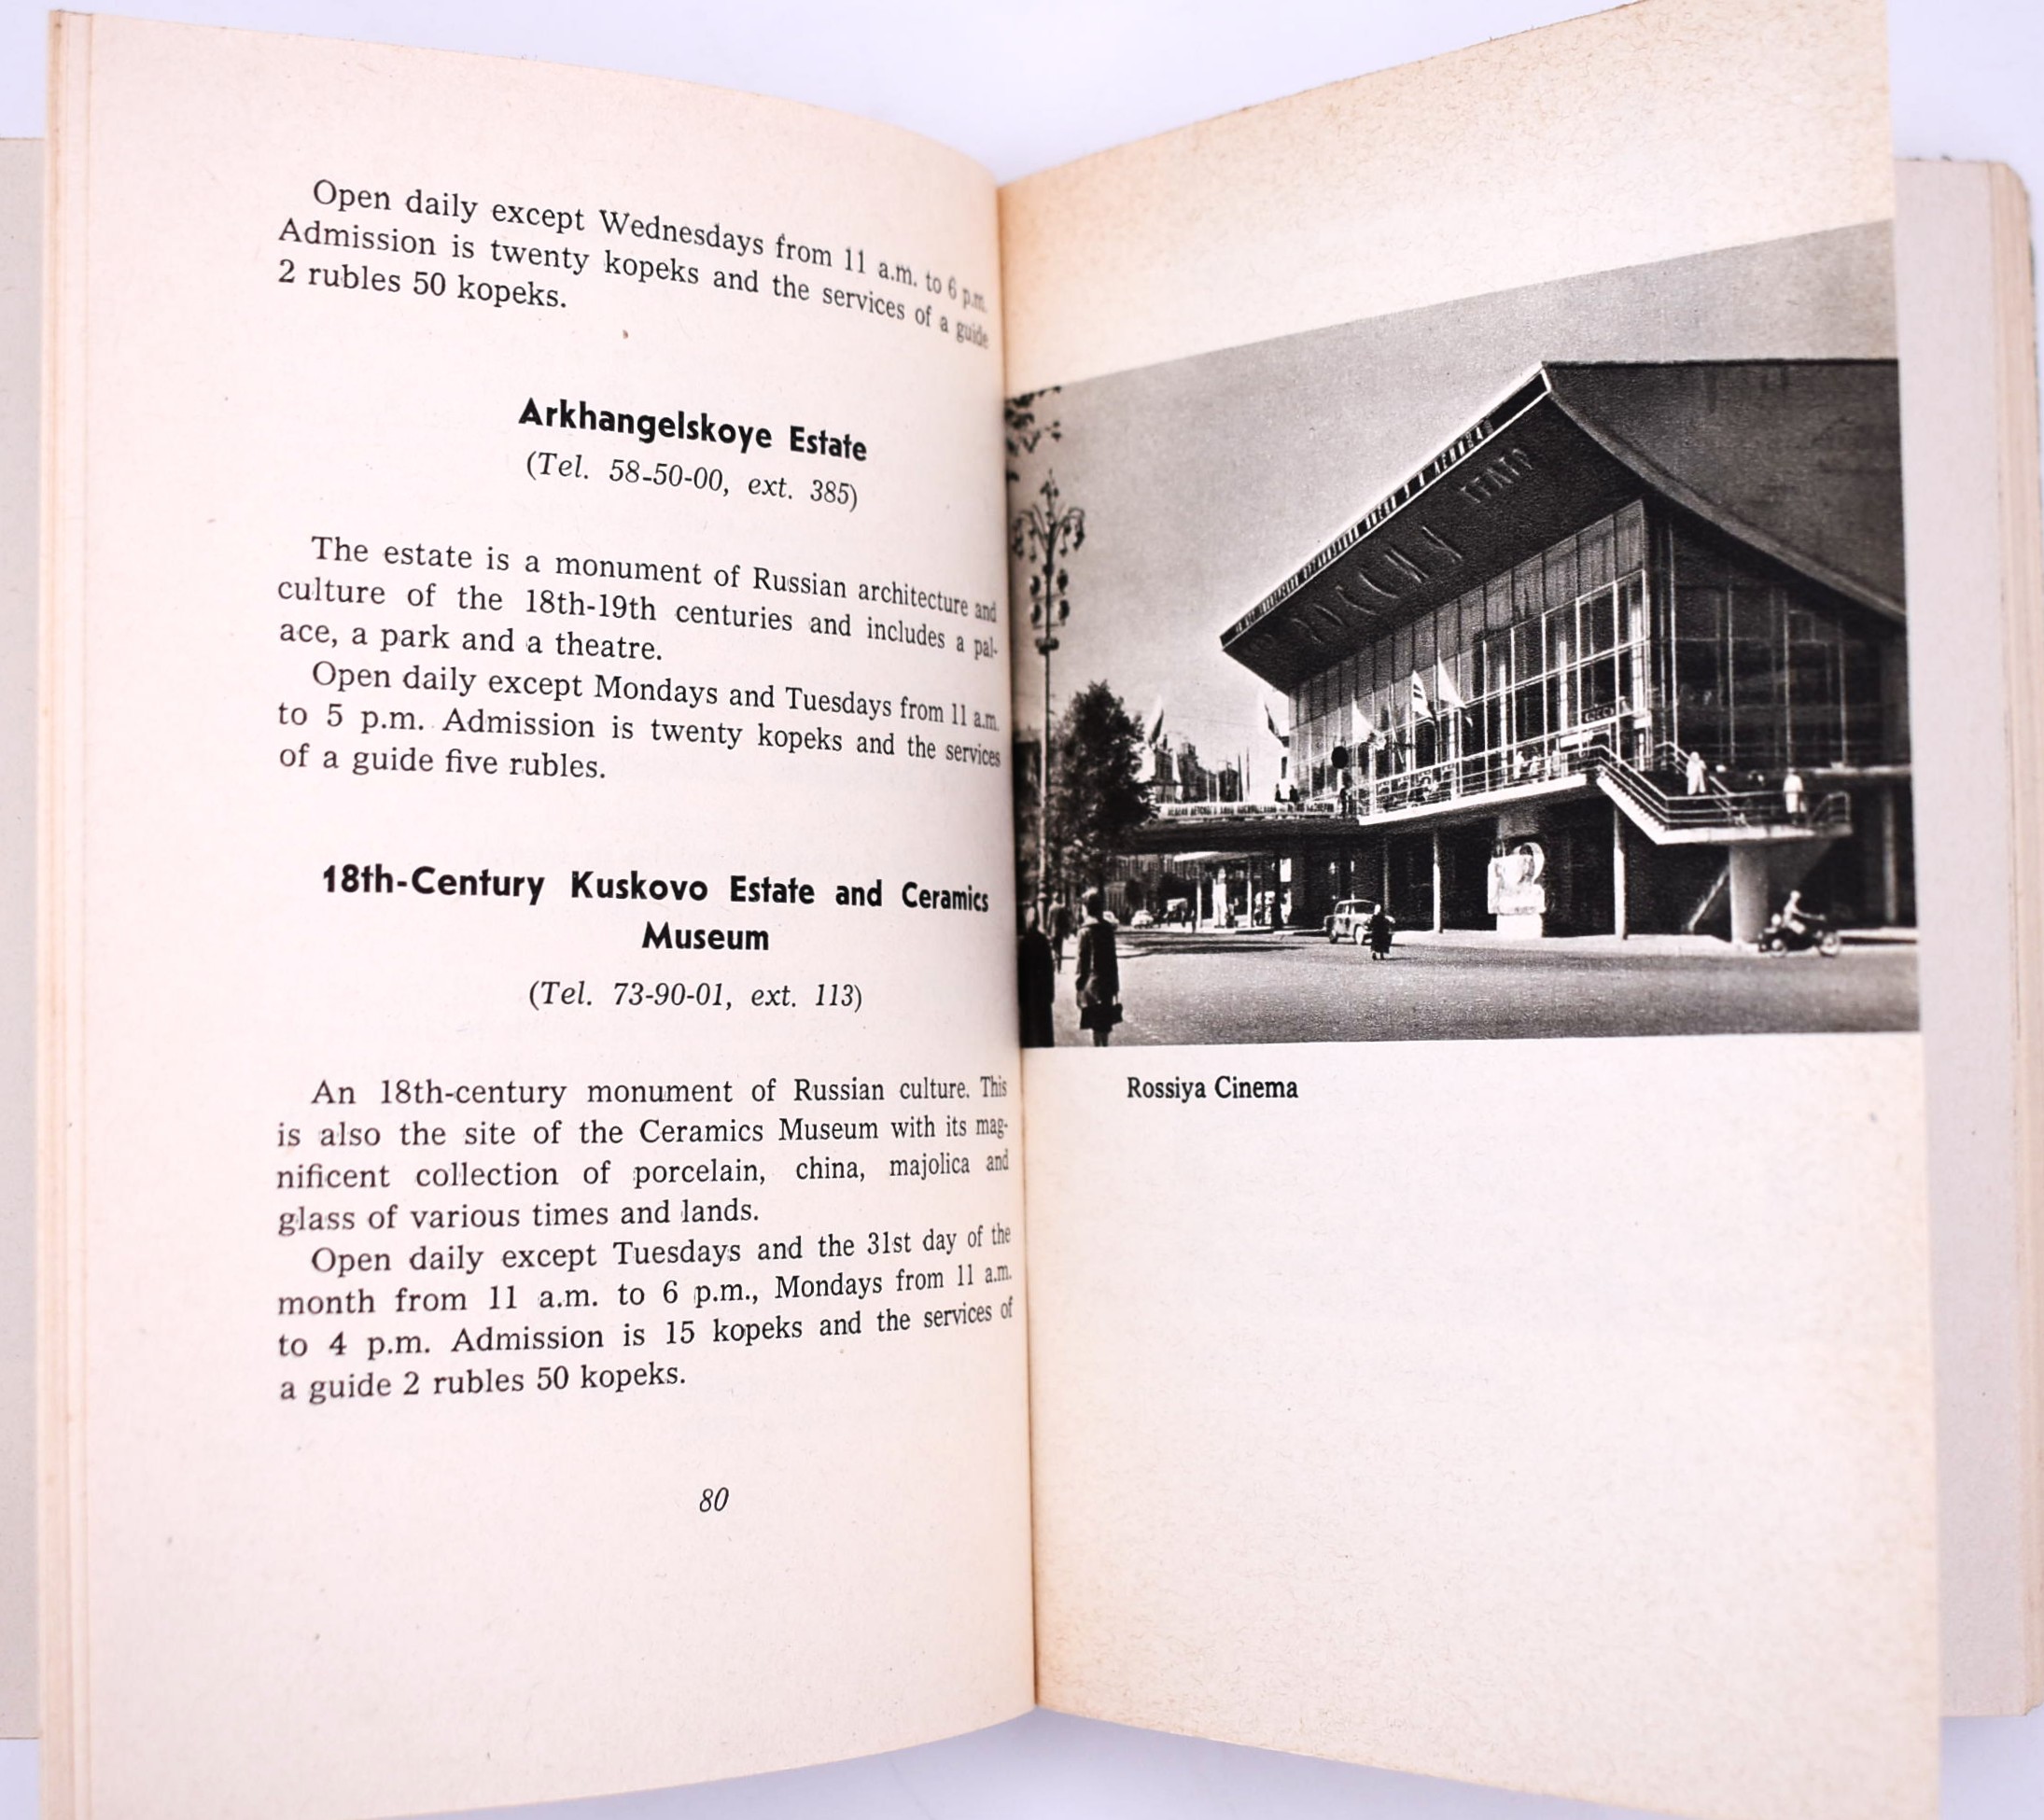 Open daily except Wednesdays from 11 a.m. to 6 p.m.
Admission is twenty kopeks and the services of a guide
2 rubles 50 kopeks.
Arkhangelskoye Estate
(Tel. 58-50-00, ext. 385)
The estate is a monument of Russian architecture and
culture of the 18th-19th centuries and includes a pal-
ace, a park and a theatre.
Open daily except Mondays and Tuesdays from 11 a.m.
to 5 p.m. Admission is twenty kopeks and the services
of a guide five rubles.
18th-Century Kuskovo Estate and Ceramics
Museum
(Tel. 73-90-01, ext. 113)
An 18th-century monument of Russian culture. This
is also the site of the Ceramics Museum with its mag-
nificent collection of porcelain, china, majolica and
glass of various times and lands.
Open daily except Tuesdays and the 31st day of the
month from 11 a.m. to 6 p.m., Mondays from 11 a.m.
to 4 p.m. Admission is 15 kopeks and the services of
a guide 2 rubles 50 kopeks.
80
РОССИЯ
Rossiya Cinema